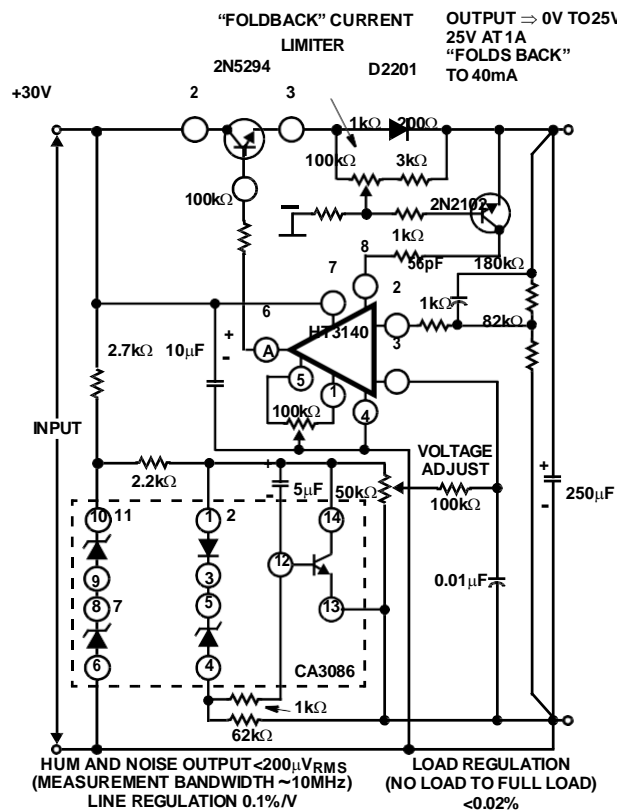 “FOLDBACK” CURRENT
LIMITER
OUTPUT ⇒ 0V TO25V
25V AT 1A
“FOLDS BACK”
TO 40mA
2N5294
D2201
+30V
2
3
1kΩ
200Ω
100kΩ
3kΩ
100kΩ
2N2102
1kΩ
8
56pF
180kΩ
7
2
6
1kΩ
HT3140
82kΩ
3
+
2.7kΩ
10µF
-
A
5
1
100kΩ
4
INPUT
VOLTAGE
ADJUST
+
2.2kΩ
+
5µF
-
50kΩ
100kΩ
250µF
-
10
11
1
2
14
12
9
3
0.01µF
8
7
5
13
6
4
CA3086
1kΩ
62kΩ
HUM AND NOISE OUTPUT <200µVRMS
(MEASUREMENT BANDWIDTH ~10MHz)
LINE REGULATION 0.1%/V
LOAD REGULATION
(NO LOAD TO FULL LOAD)
<0.02%